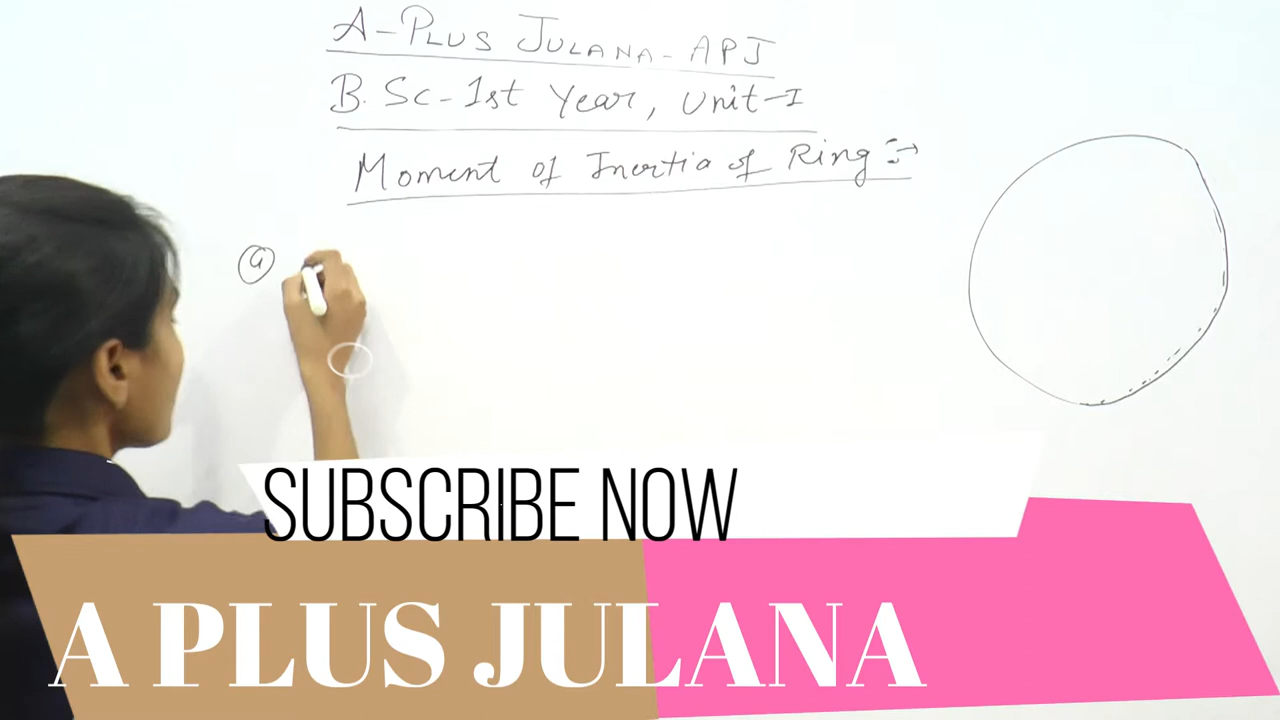 A-PLUS JULANA-APJ
B.Sc-1st Year, Unit-I
Moment of Inertia of Ring :→
(a)
SUBSCRIBE NOW
A PLUS JULANA